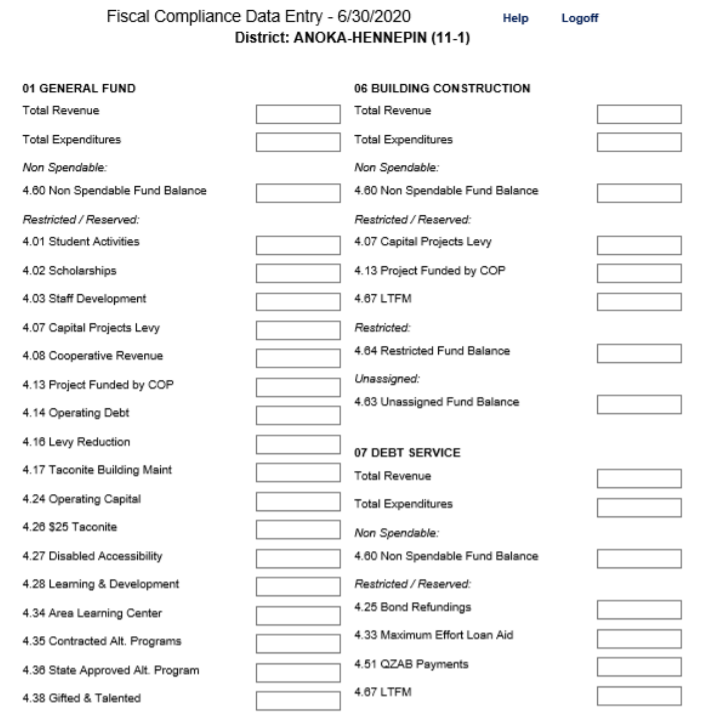 Fiscal Compliance Data Entry - 6/30/2020 Help Logoff
District: ANOKA-HENNEPIN (11-1)
01 GENERAL FUND
Total Revenue
Total Expenditures
Non Spendable:
4.60 Non Spendable Fund Balance
Restricted / Reserved:
4.01 Student Activities
4.02 Scholarships
4.03 Staff Development
4.07 Capital Projects Levy
4.08 Cooperative Revenue
4.13 Project Funded by COP
4.14 Operating Debt
4.16 Levy Reduction
4.17 Taconite Building Maint
4.24 Operating Capital
4.26 $25 Taconite
4.27 Disabled Accessibility
4.28 Learning & Development
4.34 Area Learning Center
4.35 Contracted Alt. Programs
4.36 State Approved Alt. Program
4.38 Gifted & Talented
06 BUILDING CONSTRUCTION
Total Revenue
Total Expenditures
Non Spendable:
4.60 Non Spendable Fund Balance
Restricted / Reserved:
4.07 Capital Projects Levy
4.13 Project Funded by COP
4.67 LTFM
Restricted:
4.64 Restricted Fund Balance
Unassigned:
4.63 Unassigned Fund Balance
07 DEBT SERVICE
Total Revenue
Total Expenditures
Non Spendable:
4.60 Non Spendable Fund Balance
Restricted / Reserved:
4.25 Bond Refundings
4.33 Maximum Effort Loan Aid
4.51 QZAB Payments
4.67 LTFM